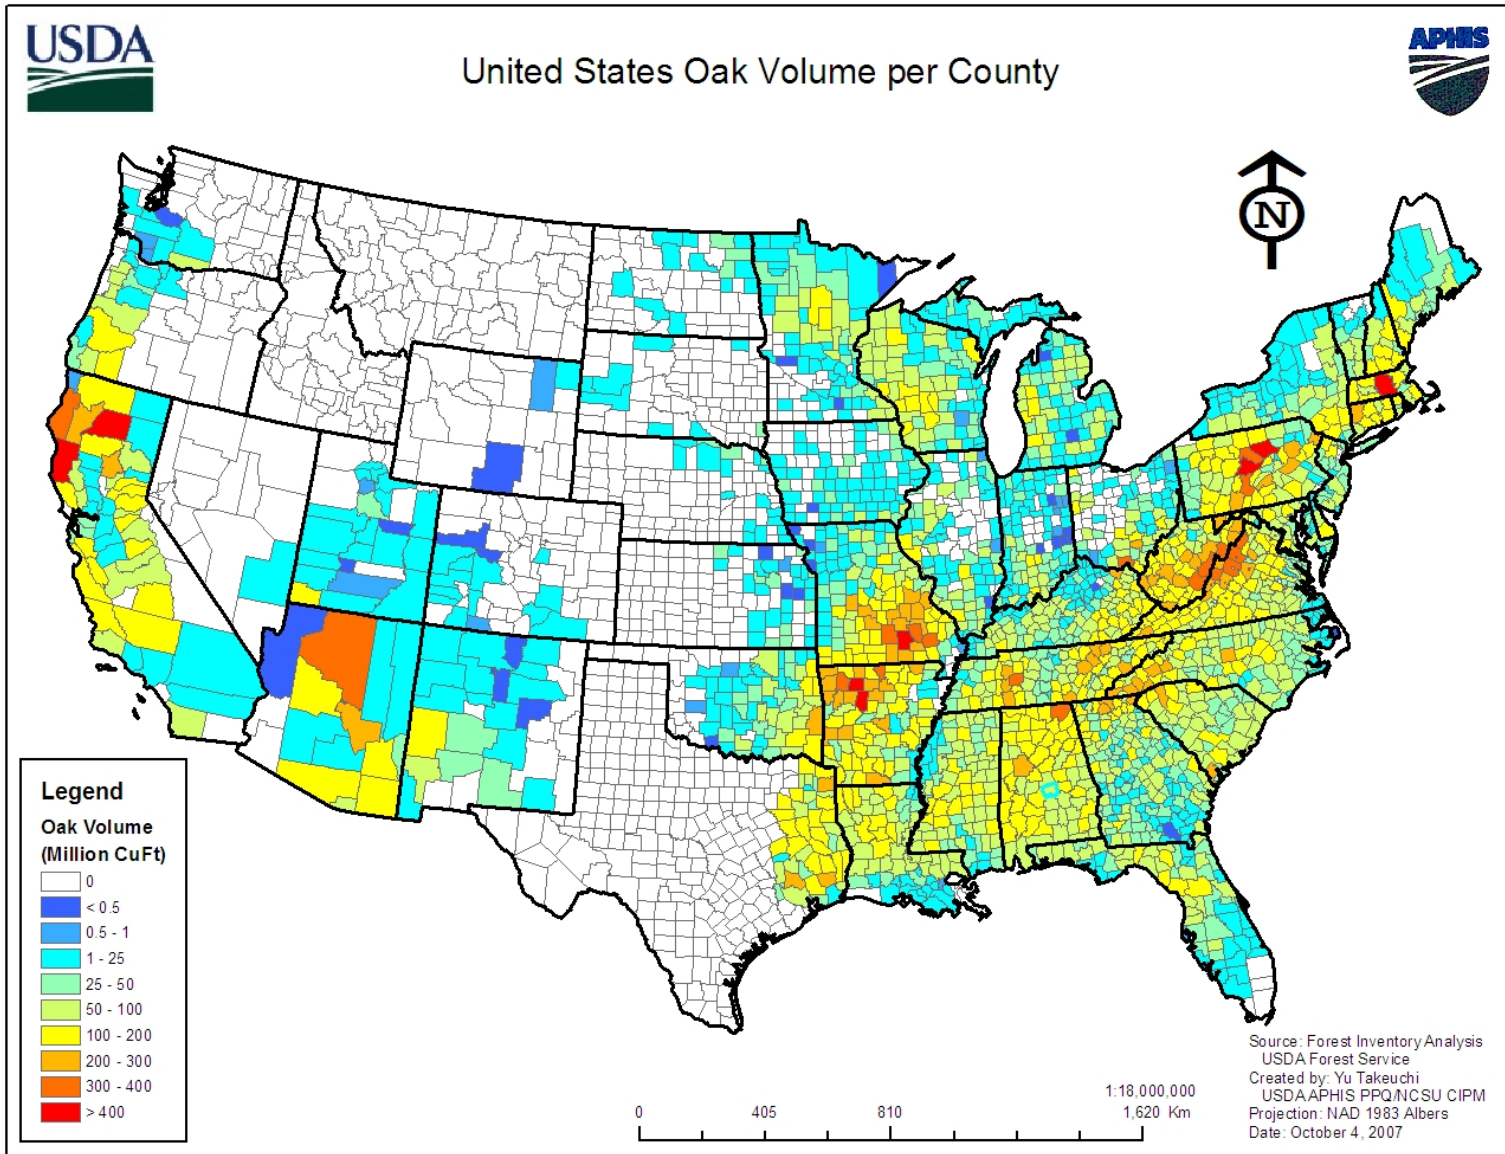 USDA
United States Oak Volume per County
APHIS
N
Legend
Oak Volume
(Million CuFt)
0
< 0.5
0.5 - 1
1 - 25
25 - 50
50 - 100
100 - 200
200 - 300
300 - 400
> 400
1:18,000,000
0 405 810 1,620 Km
Source: Forest Inventory Analysis
USDA Forest Service
Created by: Yu Takeuchi
USDA APHIS PPQ/NCSU CIPM
Projection: NAD 1983 Albers
Date: October 4, 2007